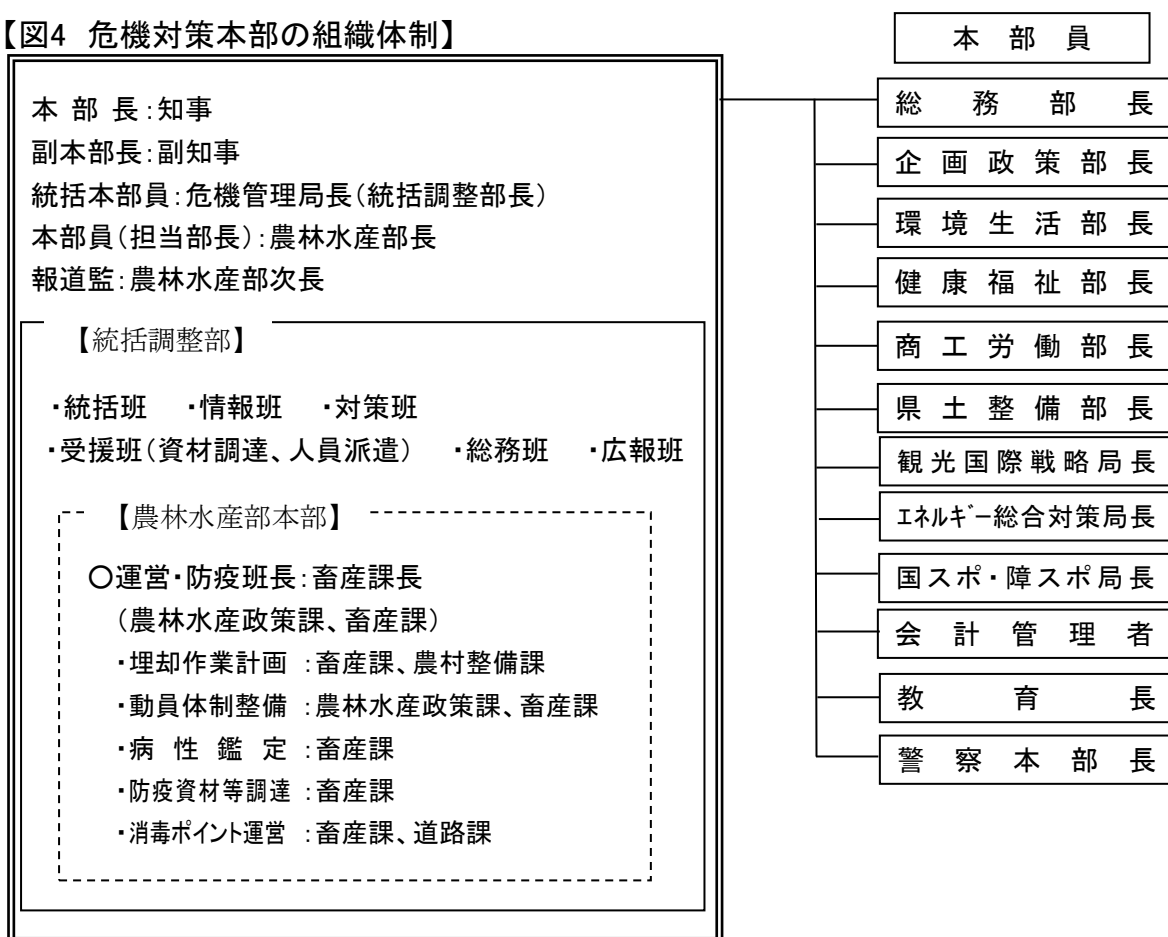 【図4 危機対策本部の組織体制】
本 部 長:知事
副本部長:副知事
統括本部員:危機管理局長(統括調整部長)
本部員(担当部長):農林水産部長
報道監:農林水産部次長
【統括調整部】
・統括班 ・情報班 ・対策班
・受援班(資材調達、人員派遣) ・総務班 ・広報班
【農林水産部本部】
〇運営・防疫班長:畜産課長
(農林水産政策課、畜産課)
・埋却作業計画 :畜産課、農村整備課
・動員体制整備 :農林水産政策課、畜産課
・病 性 鑑 定 :畜産課
・防疫資材等調達 :畜産課
・消毒ポイント運営 :畜産課、道路課
本 部 員
総 務 部 長
企 画 政 策 部 長
環 境 生 活 部 長
健 康 福 祉 部 長
商 工 労 働 部 長
県 土 整 備 部 長
観 光 国 際 戦 略 局 長
エネルギー総合対策局長
国スポ・障スポ局長
会 計 管 理 者
教 育 長
警 察 本 部 長